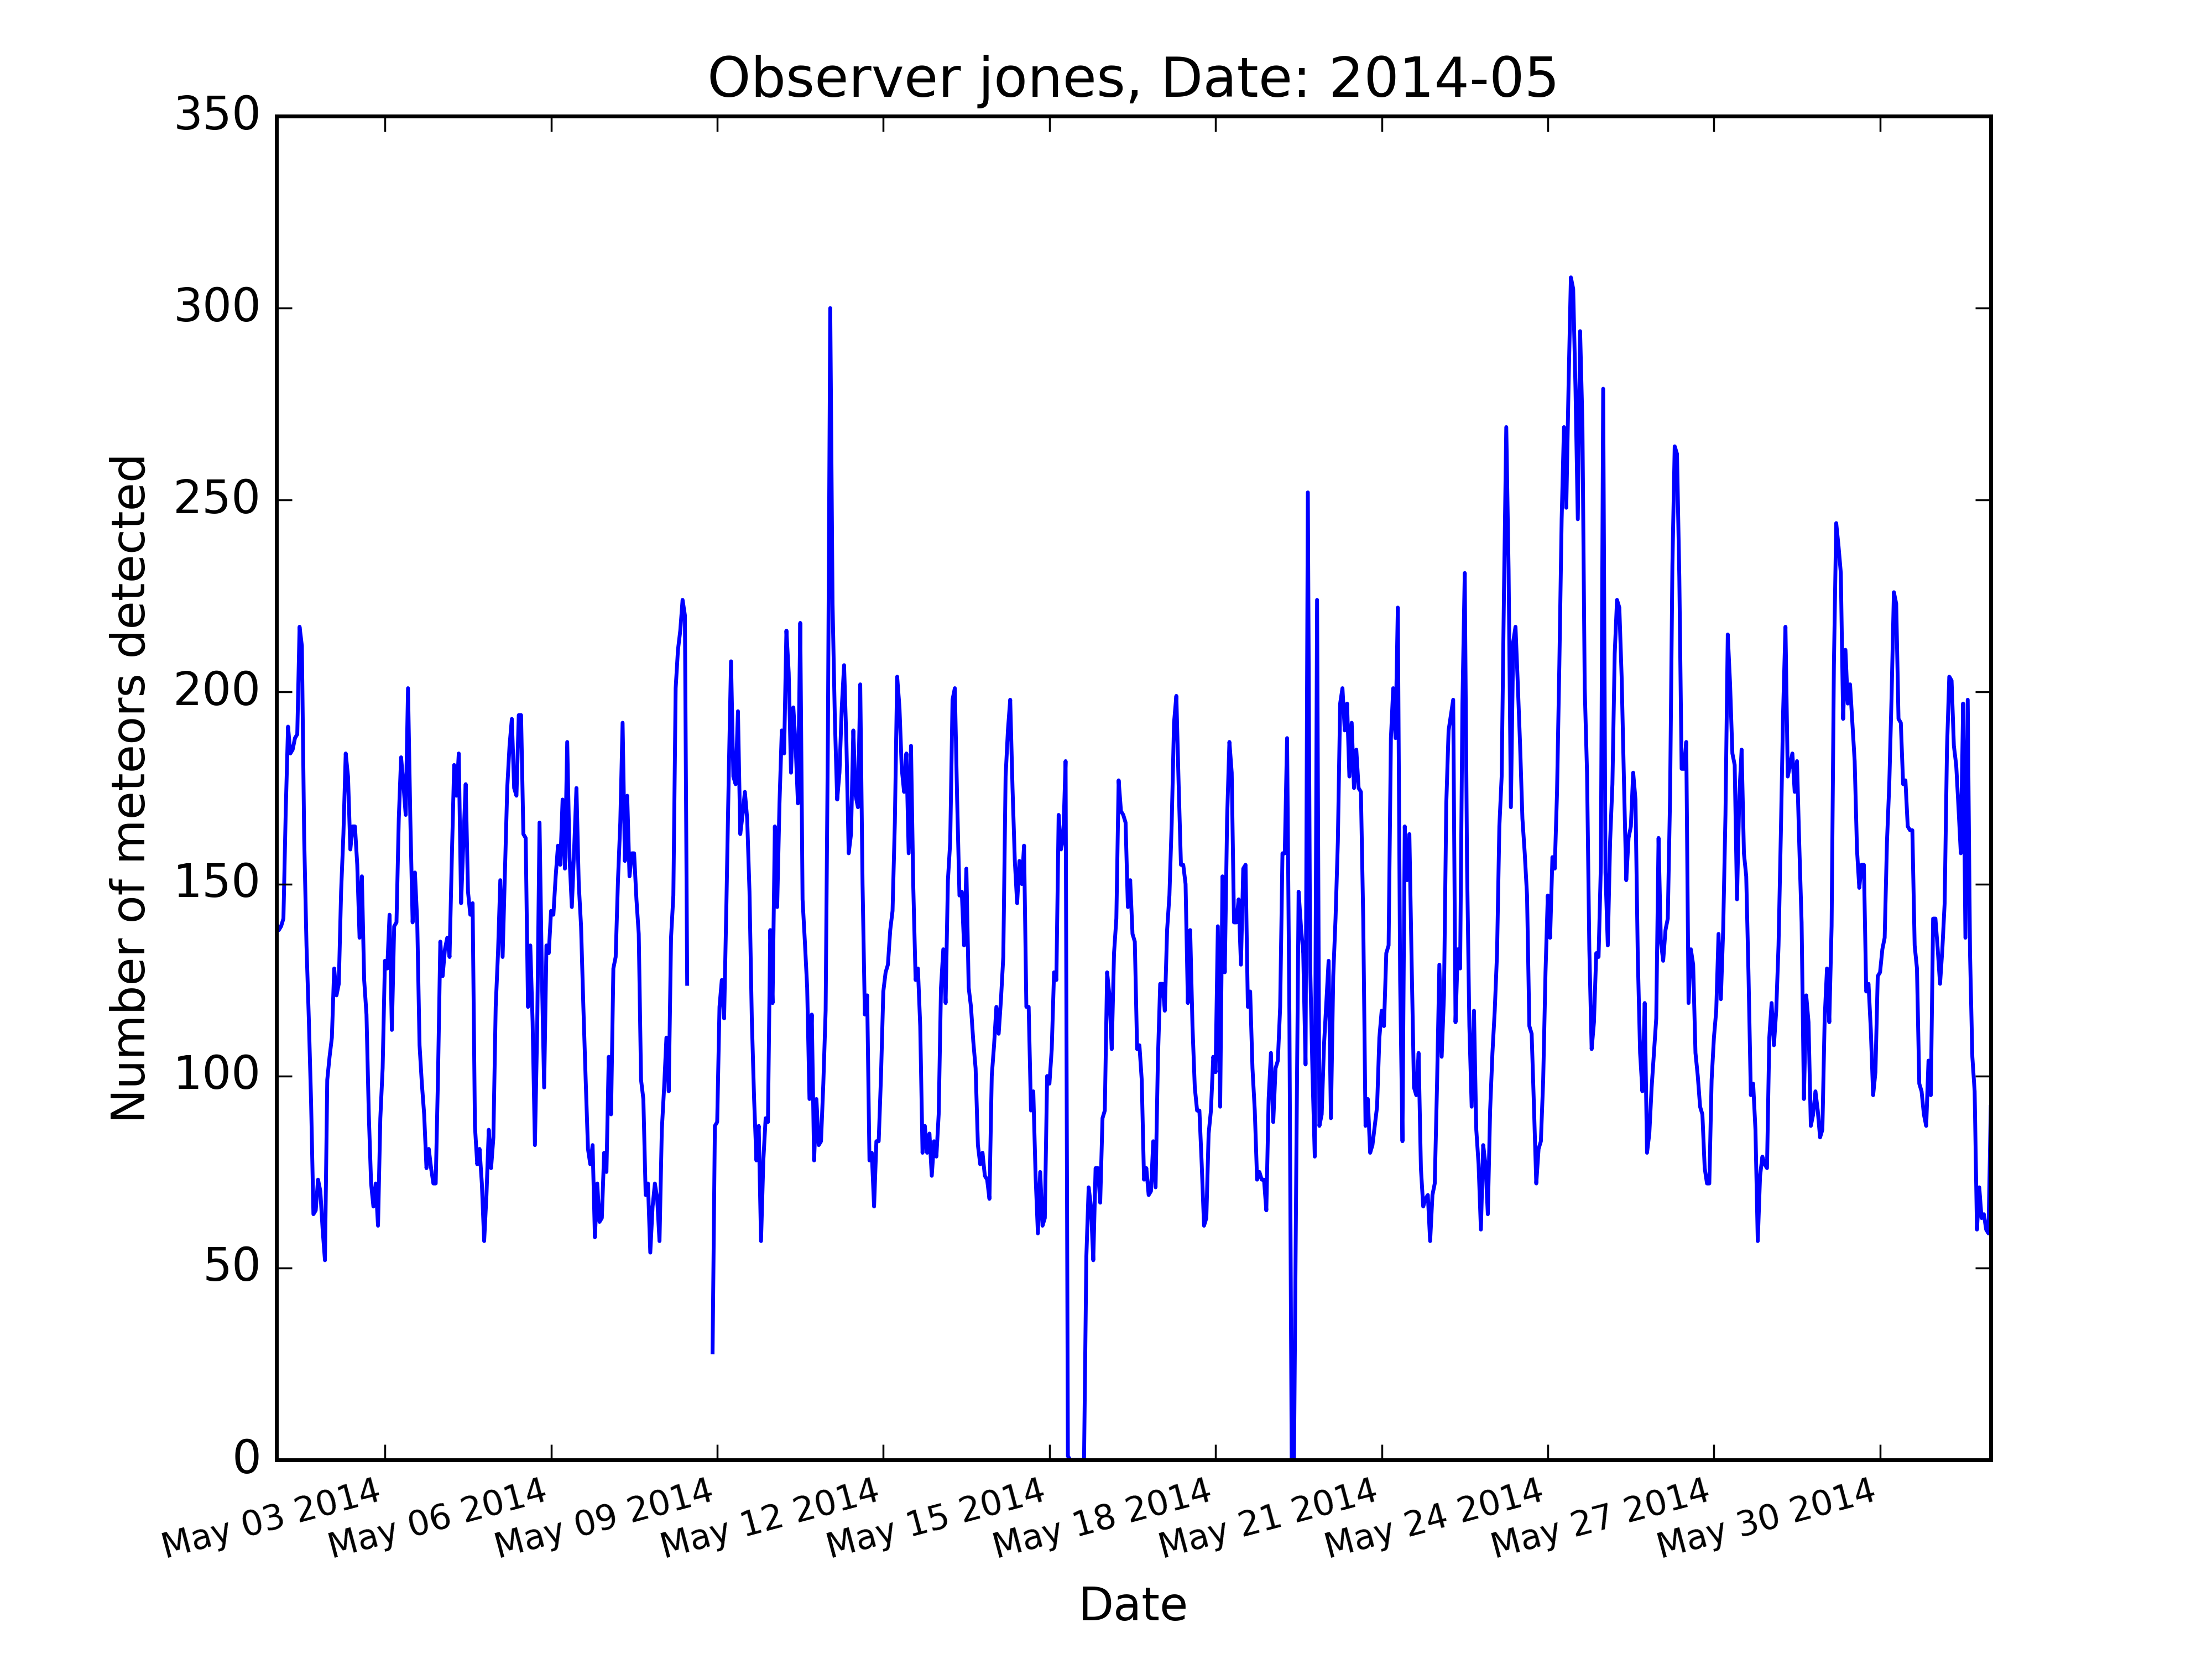 Observer jones, Date: 2014-05
350
300
250
200
150
100
50
0
Number of meteors detected
May 03 2014
May 06 2014
May 09 2014
May 12 2014
May 15 2014
May 18 2014
May 21 2014
May 24 2014
May 27 2014
May 30 2014
Date